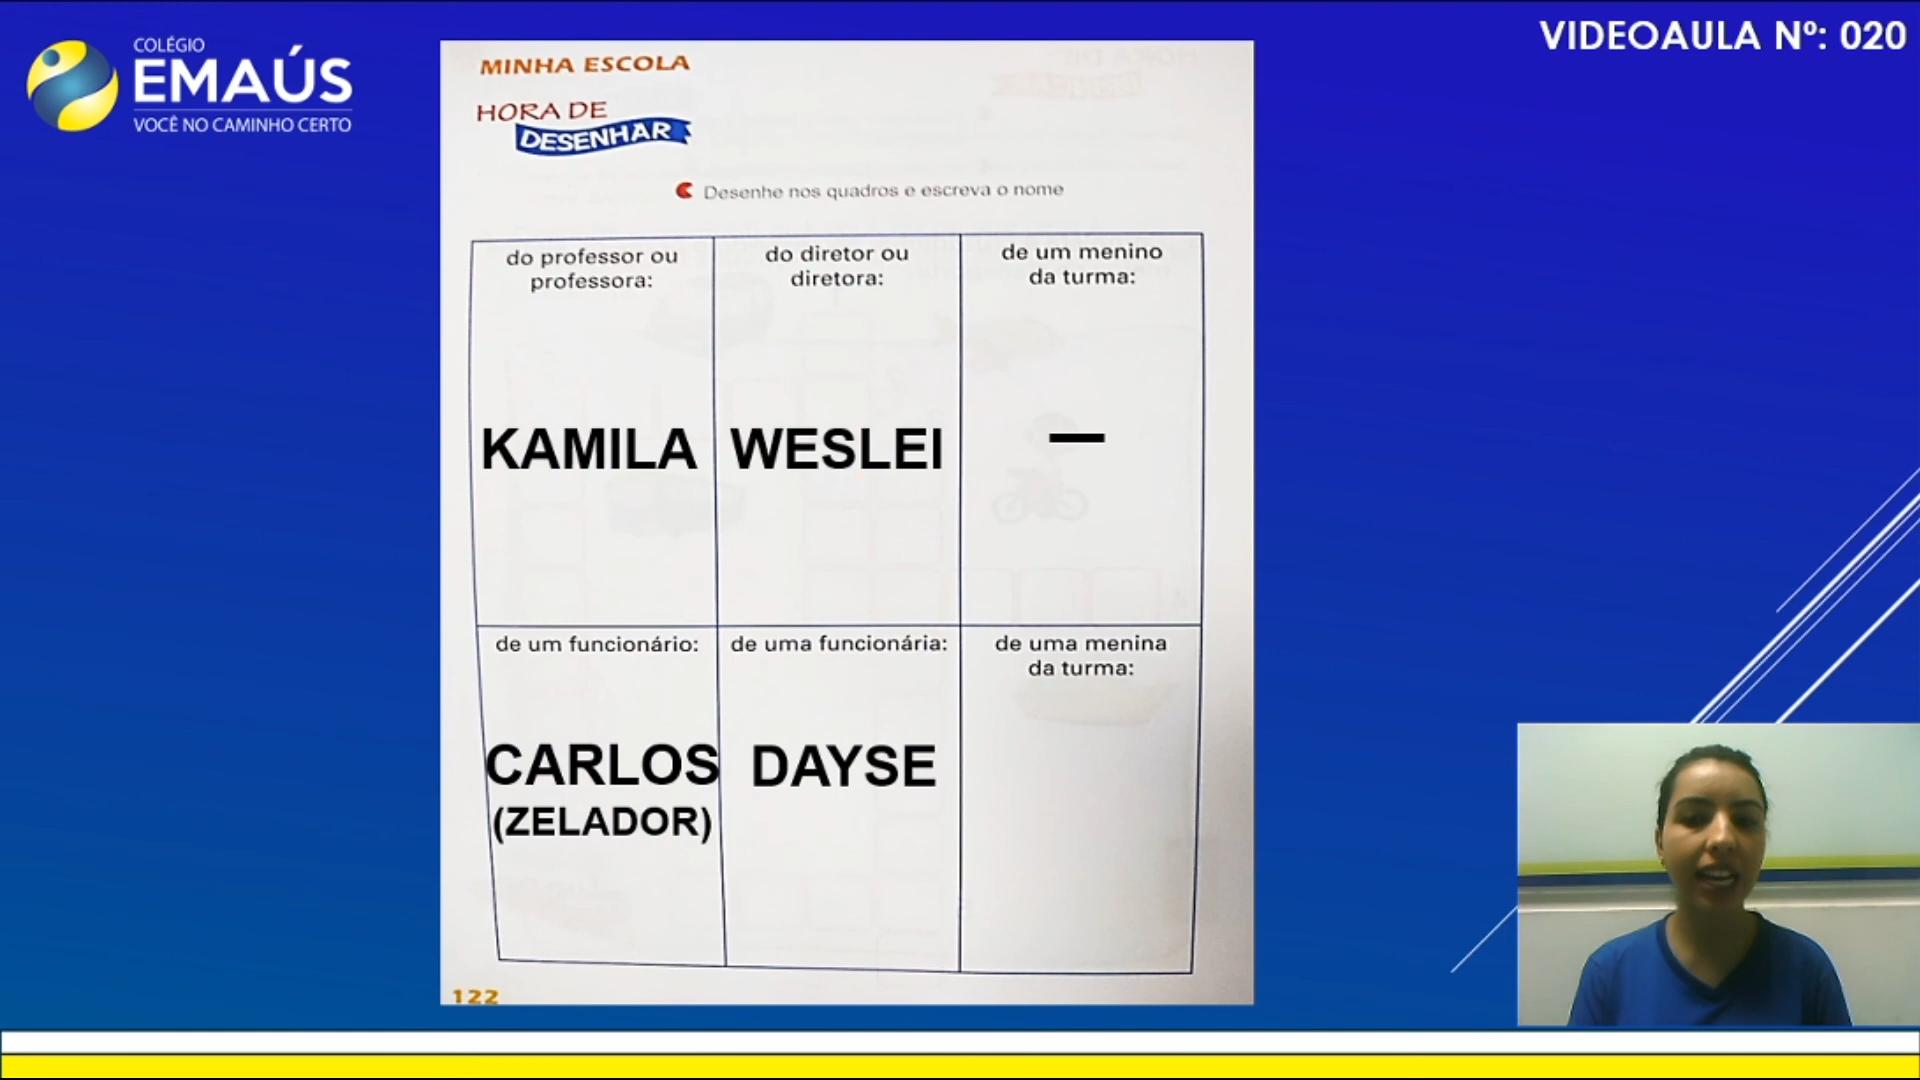 COLÉGIO
EMAÚS
VOCÊ NO CAMINHO CERTO
VIDEOAULA Nº: 020
MINHA ESCOLA
HORA DE
DESENHAR
Desenhe nos quadros e escreva o nome
do professor ou
professora:
KAMILA
do diretor ou
diretora:
WESLEI
de um menino
da turma:
—
de um funcionário:
CARLOS
(ZELADOR)
de uma funcionária:
DAYSE
de uma menina
da turma:
122